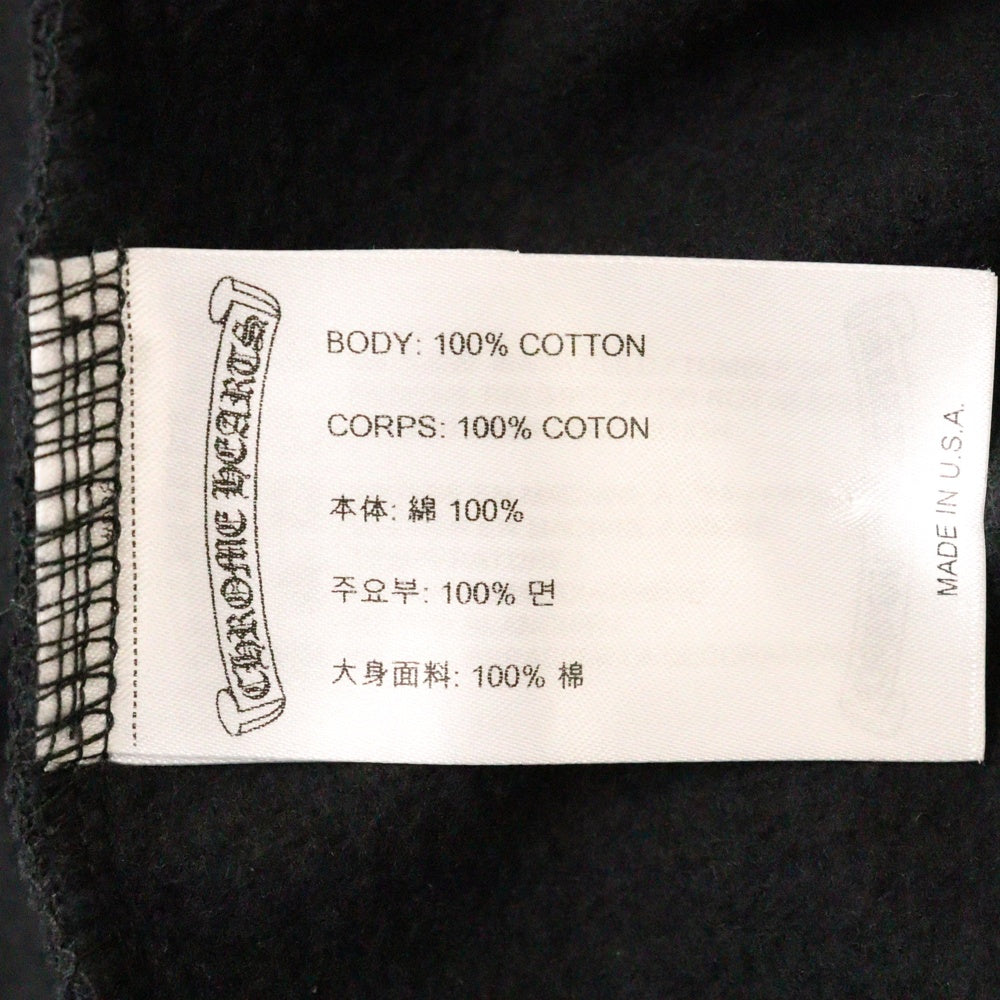 CHROME HEARTS
BODY: 100% COTTON
CORPS: 100% COTON
本体: 綿 100%
주요부: 100% 면
大身面料: 100% 棉
MADE IN U.S.A.